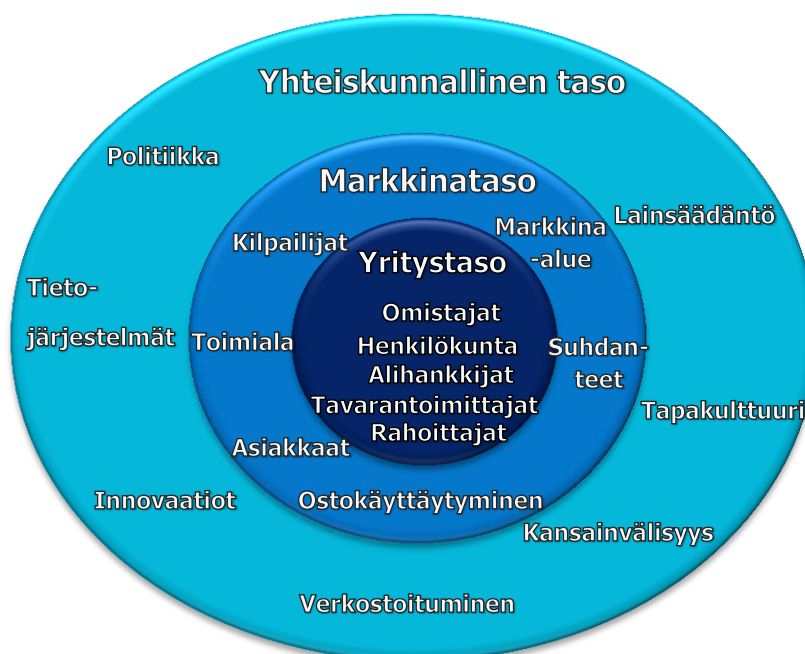 Yhteiskunnallinen taso
Politiikka
Markkinataso
Lainsäädäntö
Kilpailijat
Markkina
-alue
Yritystaso
Tieto-
järjestelmät
Omistajat
Toimiala
Henkilökunta
Suhdan-
teet
Alihankkijat
Tavarantoimittajat
Tapakulttuuri
Rahoittajat
Asiakkaat
Innovaatiot
Ostokäyttäytyminen
Kansainvälisyys
Verkostoituminen